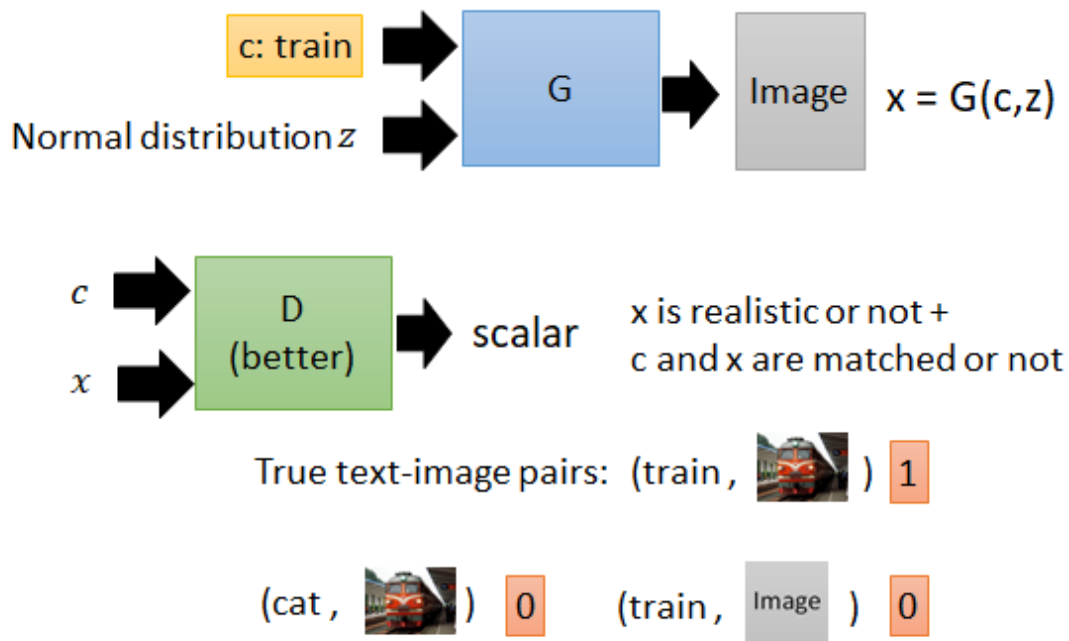 c: train
G
Image
x = G(c,z)
Normal distribution z
c
x
D
(better)
scalar
x is realistic or not +
c and x are matched or not
True text-image pairs: (train , ) 1
(cat , ) 0
(train , Image ) 0